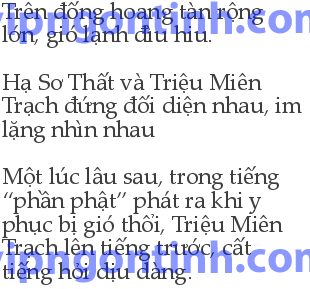 Trên đống hoang tàn rộng
lớn, gió lạnh đìu hiu.
Hạ Sơ Thất và Triệu Miên
Trạch đứng đối diện nhau, im
lặng nhìn nhau
Một lúc lâu sau, trong tiếng
“phần phật” phát ra khi y
phục bị gió thổi, Triệu Miên
Trạch lên tiếng trước, cất
tiếng hỏi dịu dàng.